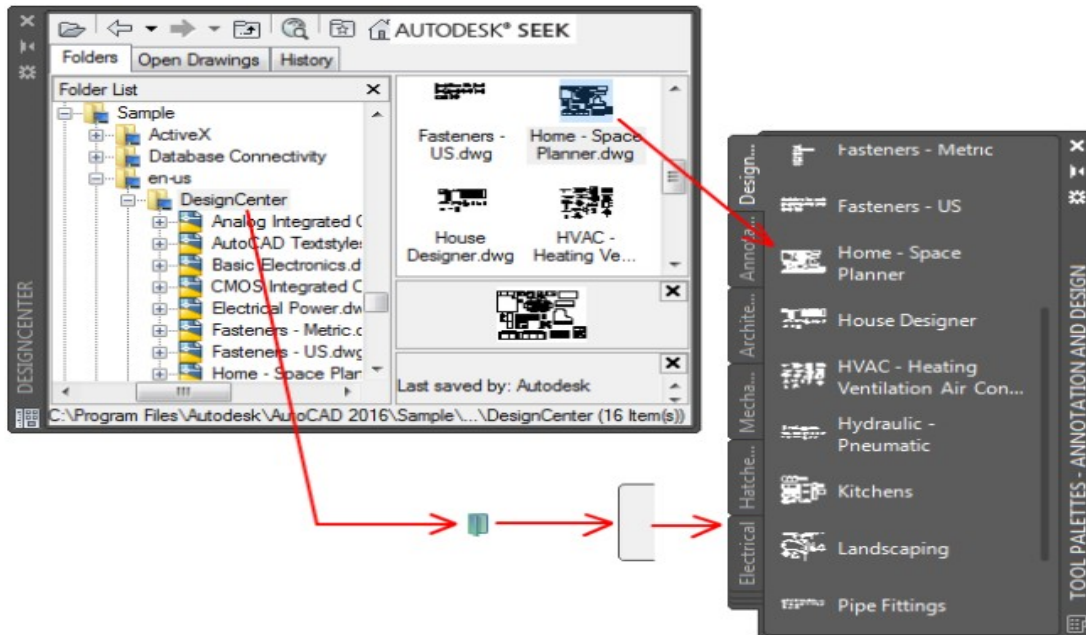 AUTODESK® SEEK
Folders
Open Drawings
History
Folder List
Sample
ActiveX
Database Connectivity
en-us
DesignCenter
Analog Integrated (
AutoCAD Textstyle
Basic Electronics.d
CMOS Integrated C
Electrical Power.dw
Fasteners - Metric.c
Fasteners - US.dwg
Home - Space Plar
Fasteners -
US.dwg
Home - Space
Planner.dwg
House
Designer.dwg
HVAC -
Heating Ve...
Last saved by: Autodesk
C:\Program Files\Autodesk\AutoCAD 2016\Sample\...\DesignCenter (16 Item(s))
DESIGNCENTER
Design...
Annota...
Archite...
Mecha...
Hatche...
Electrical
Fasteners - Metric
Fasteners - US
Home - Space
Planner
House Designer
HVAC - Heating
Ventilation Air Con...
Hydraulic -
Pneumatic
Kitchens
Landscaping
Pipe Fittings
TOOL PALETTES - ANNOTATION AND DESIGN